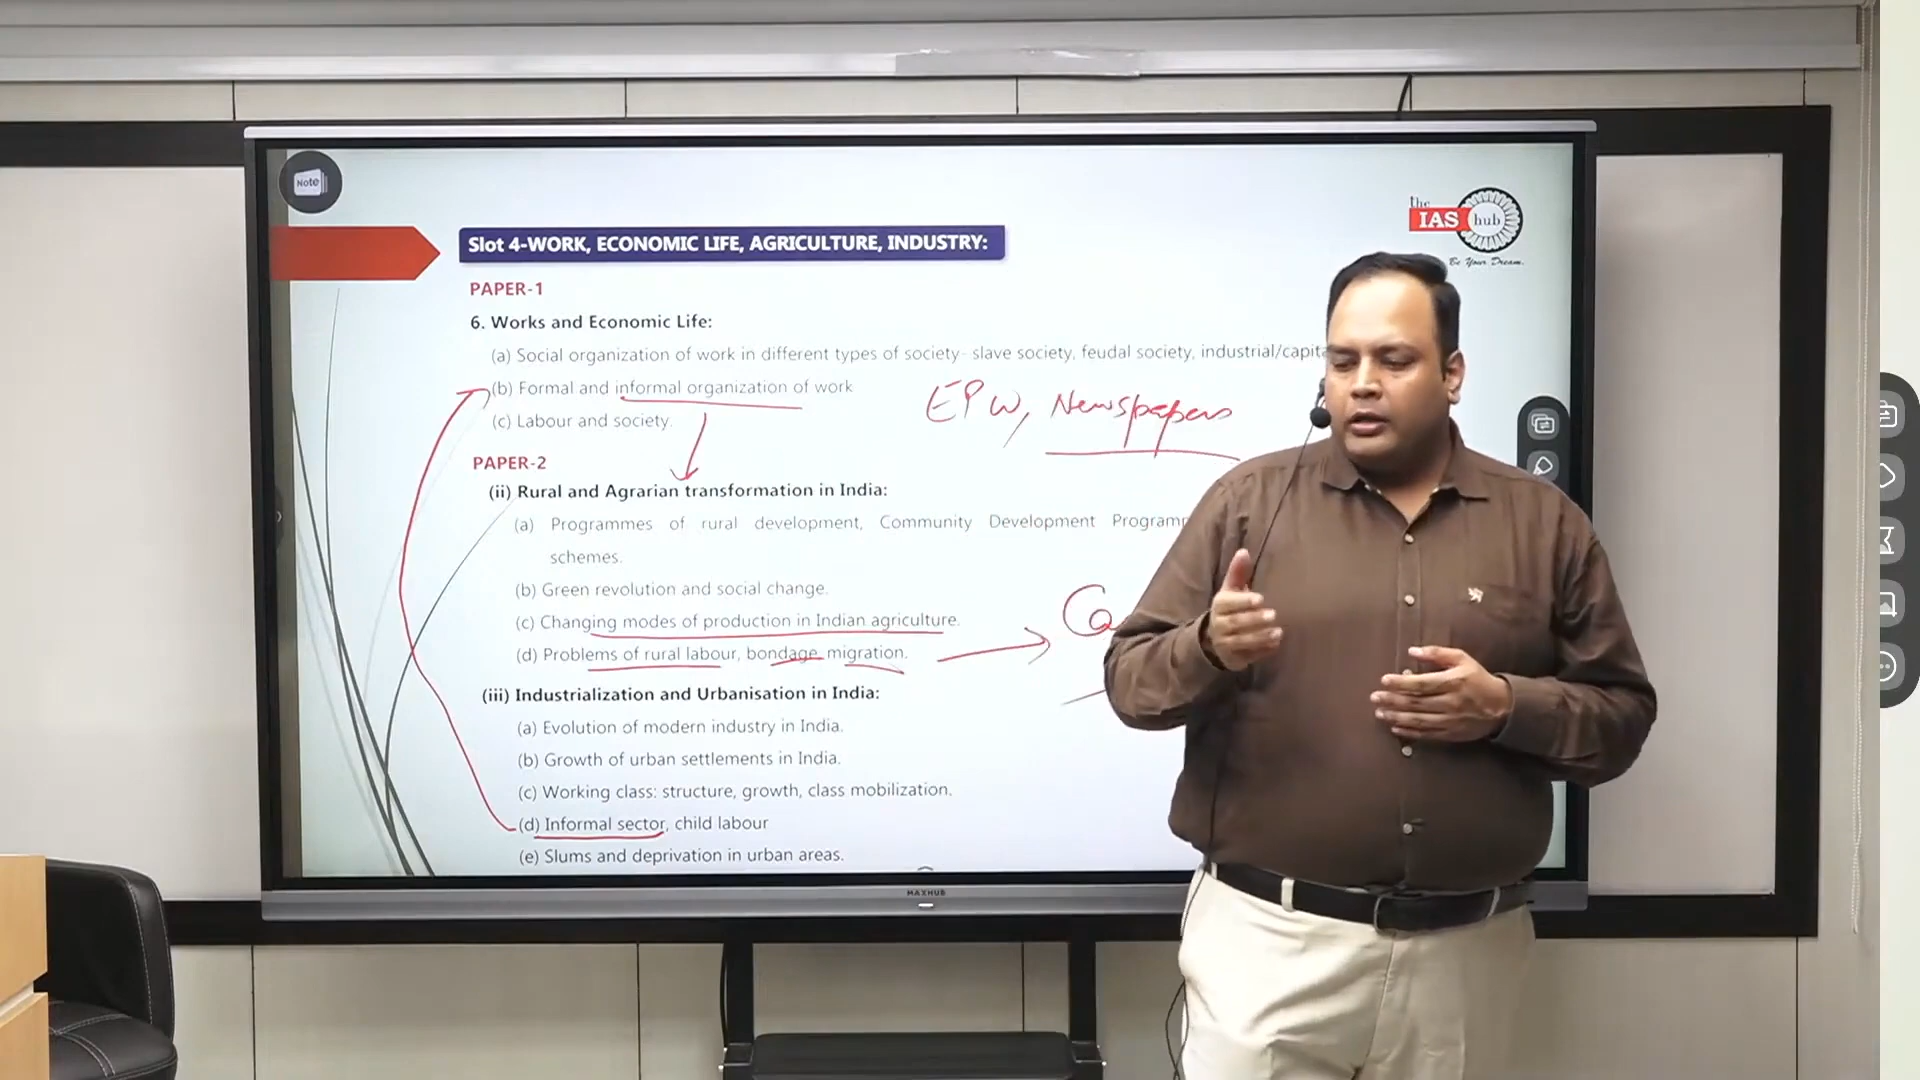 Note
the
IAS hub
Be Your Dream.
Slot 4-WORK, ECONOMIC LIFE, AGRICULTURE, INDUSTRY:
PAPER-1
6. Works and Economic Life:
(a) Social organization of work in different types of society- slave society, feudal society, industrial/capita
(b) Formal and informal organization of work
EPW, Newspapers
(c) Labour and society.
PAPER-2
(ii) Rural and Agrarian transformation in India:
(a) Programmes of rural development, Community Development Programm
schemes.
(b) Green revolution and social change.
(c) Changing modes of production in Indian agriculture.
(d) Problems of rural labour, bondage, migration.
(iii) Industrialization and Urbanisation in India:
(a) Evolution of modern industry in India.
(b) Growth of urban settlements in India.
(c) Working class: structure, growth, class mobilization.
(d) Informal sector, child labour
(e) Slums and deprivation in urban areas.
MAXHUB